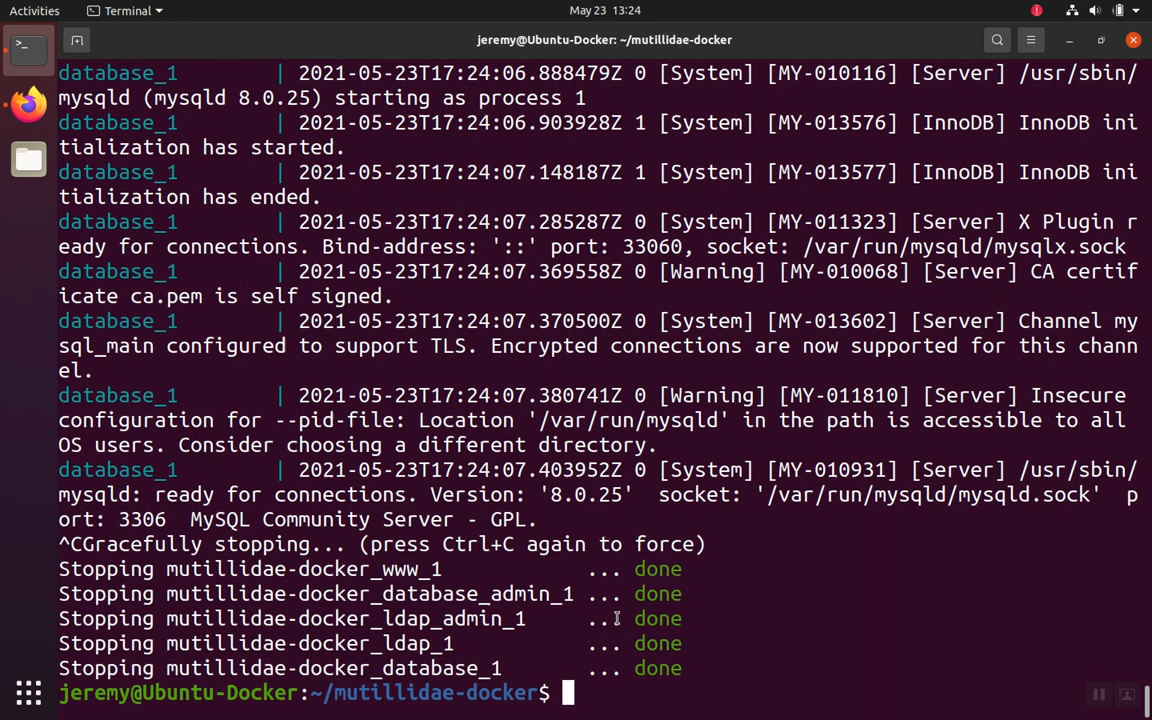 Activities Terminal May 23 13:24
jeremy@Ubuntu-Docker: ~/mutillidae-docker
database_1 | 2021-05-23T17:24:06.888479Z 0 [System] [MY-010116] [Server] /usr/sbin/
mysqld (mysqld 8.0.25) starting as process 1
database_1 | 2021-05-23T17:24:06.903928Z 1 [System] [MY-013576] [InnoDB] InnoDB ini
tialization has started.
database_1 | 2021-05-23T17:24:07.148187Z 1 [System] [MY-013577] [InnoDB] InnoDB ini
tialization has ended.
database_1 | 2021-05-23T17:24:07.285287Z 0 [System] [MY-011323] [Server] X Plugin r
eady for connections. Bind-address: '::' port: 33060, socket: /var/run/mysqld/mysqlx.sock
database_1 | 2021-05-23T17:24:07.369558Z 0 [Warning] [MY-010068] [Server] CA certif
icate ca.pem is self signed.
database_1 | 2021-05-23T17:24:07.370500Z 0 [System] [MY-013602] [Server] Channel my
sql_main configured to support TLS. Encrypted connections are now supported for this chann
el.
database_1 | 2021-05-23T17:24:07.380741Z 0 [Warning] [MY-011810] [Server] Insecure
configuration for --pid-file: Location '/var/run/mysqld' in the path is accessible to all
OS users. Consider choosing a different directory.
database_1 | 2021-05-23T17:24:07.403952Z 0 [System] [MY-010931] [Server] /usr/sbin/
mysqld: ready for connections. Version: '8.0.25'  socket: '/var/run/mysqld/mysqld.sock'  p
ort: 3306  MySQL Community Server - GPL.
^CGracefully stopping... (press Ctrl+C again to force)
Stopping mutillidae-docker_www_1 ... done
Stopping mutillidae-docker_database_admin_1 ... done
Stopping mutillidae-docker_ldap_admin_1 ... done
Stopping mutillidae-docker_ldap_1 ... done
Stopping mutillidae-docker_database_1 ... done
jeremy@Ubuntu-Docker:~/mutillidae-docker$